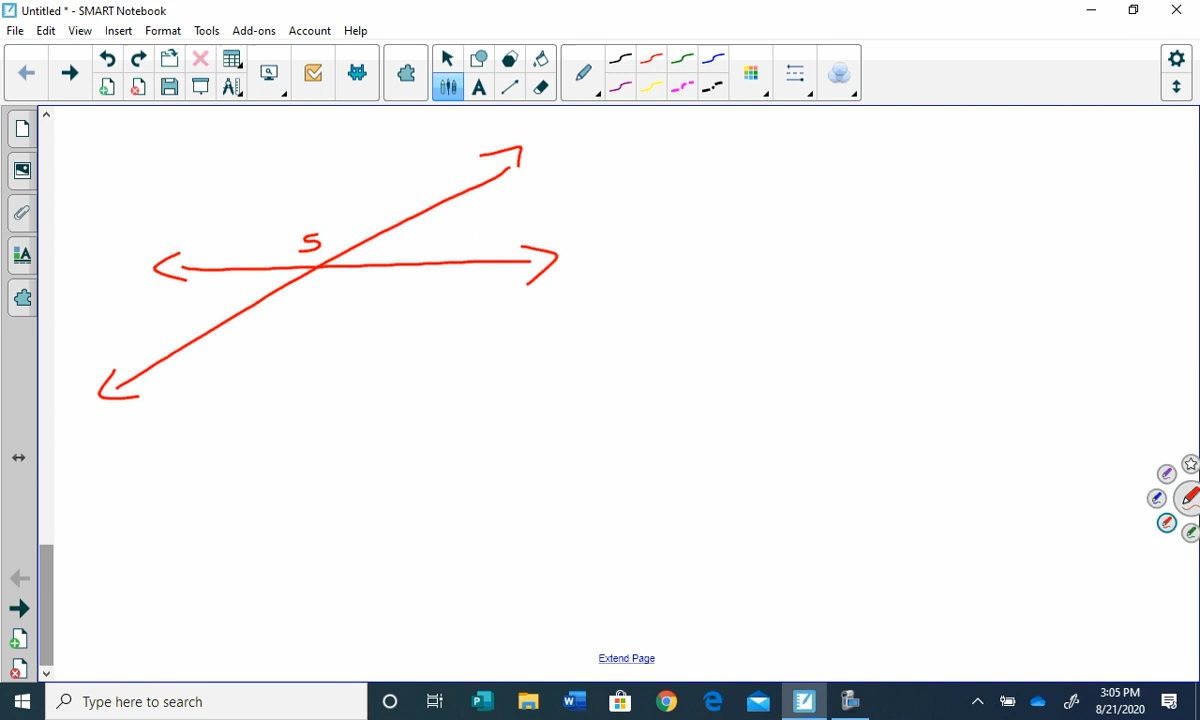 Untitled * - SMART Notebook
File Edit View Insert Format Tools Add-ons Account Help
S
Extend Page
Type here to search
3:05 PM
8/21/2020